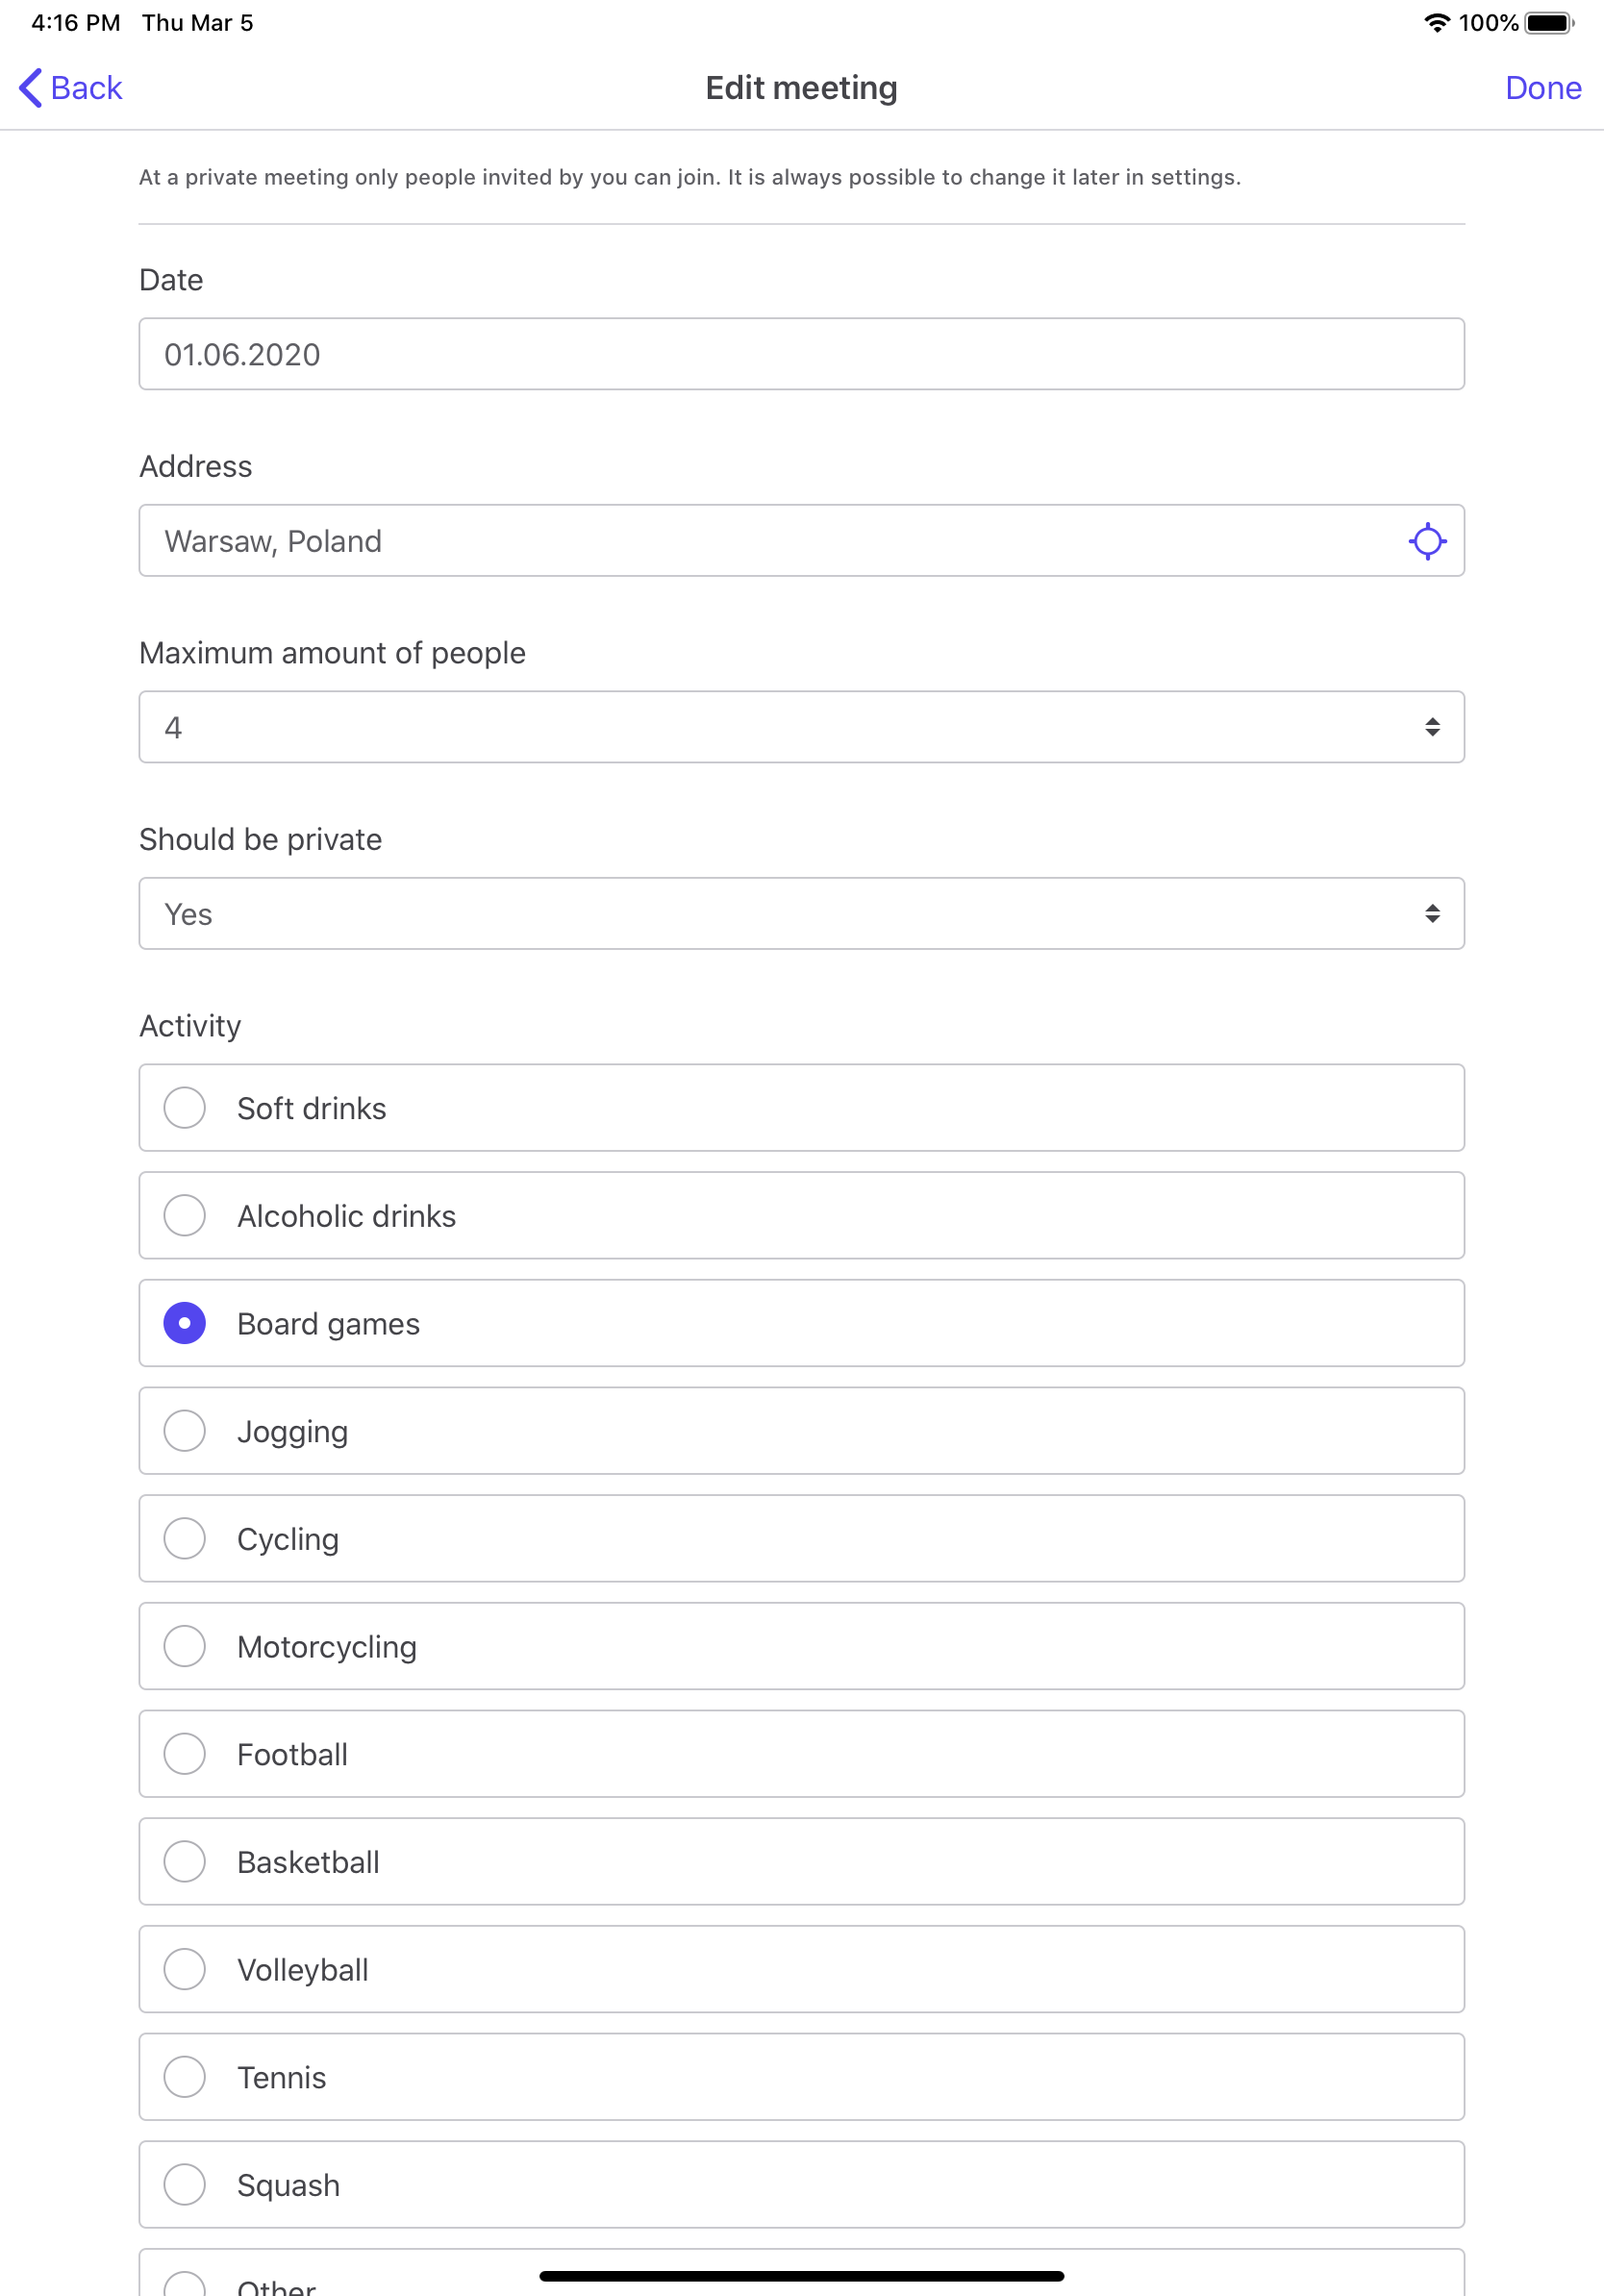 4:16 PM Thu Mar 5 100%
Back Edit meeting Done
At a private meeting only people invited by you can join. It is always possible to change it later in settings.
Date
01.06.2020
Address
Warsaw, Poland
Maximum amount of people
4
Should be private
Yes
Activity
Soft drinks
Alcoholic drinks
Board games
Jogging
Cycling
Motorcycling
Football
Basketball
Volleyball
Tennis
Squash
Other